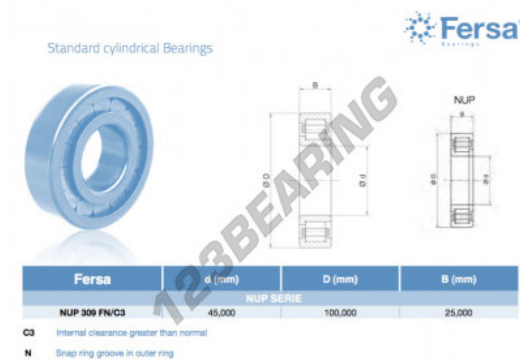 Fersa
Bearings
Standard cylindrical Bearings
B
Ø D
Ø d
NUP
B
Ø D
Ø d
123BEARING
Fersa d (mm) D (mm) B (mm)
NUP SERIE
NUP 309 FN/C3 45,000 100,000 25,000
C3 Internal clearance greater than normal
N Snap ring groove in outer ring